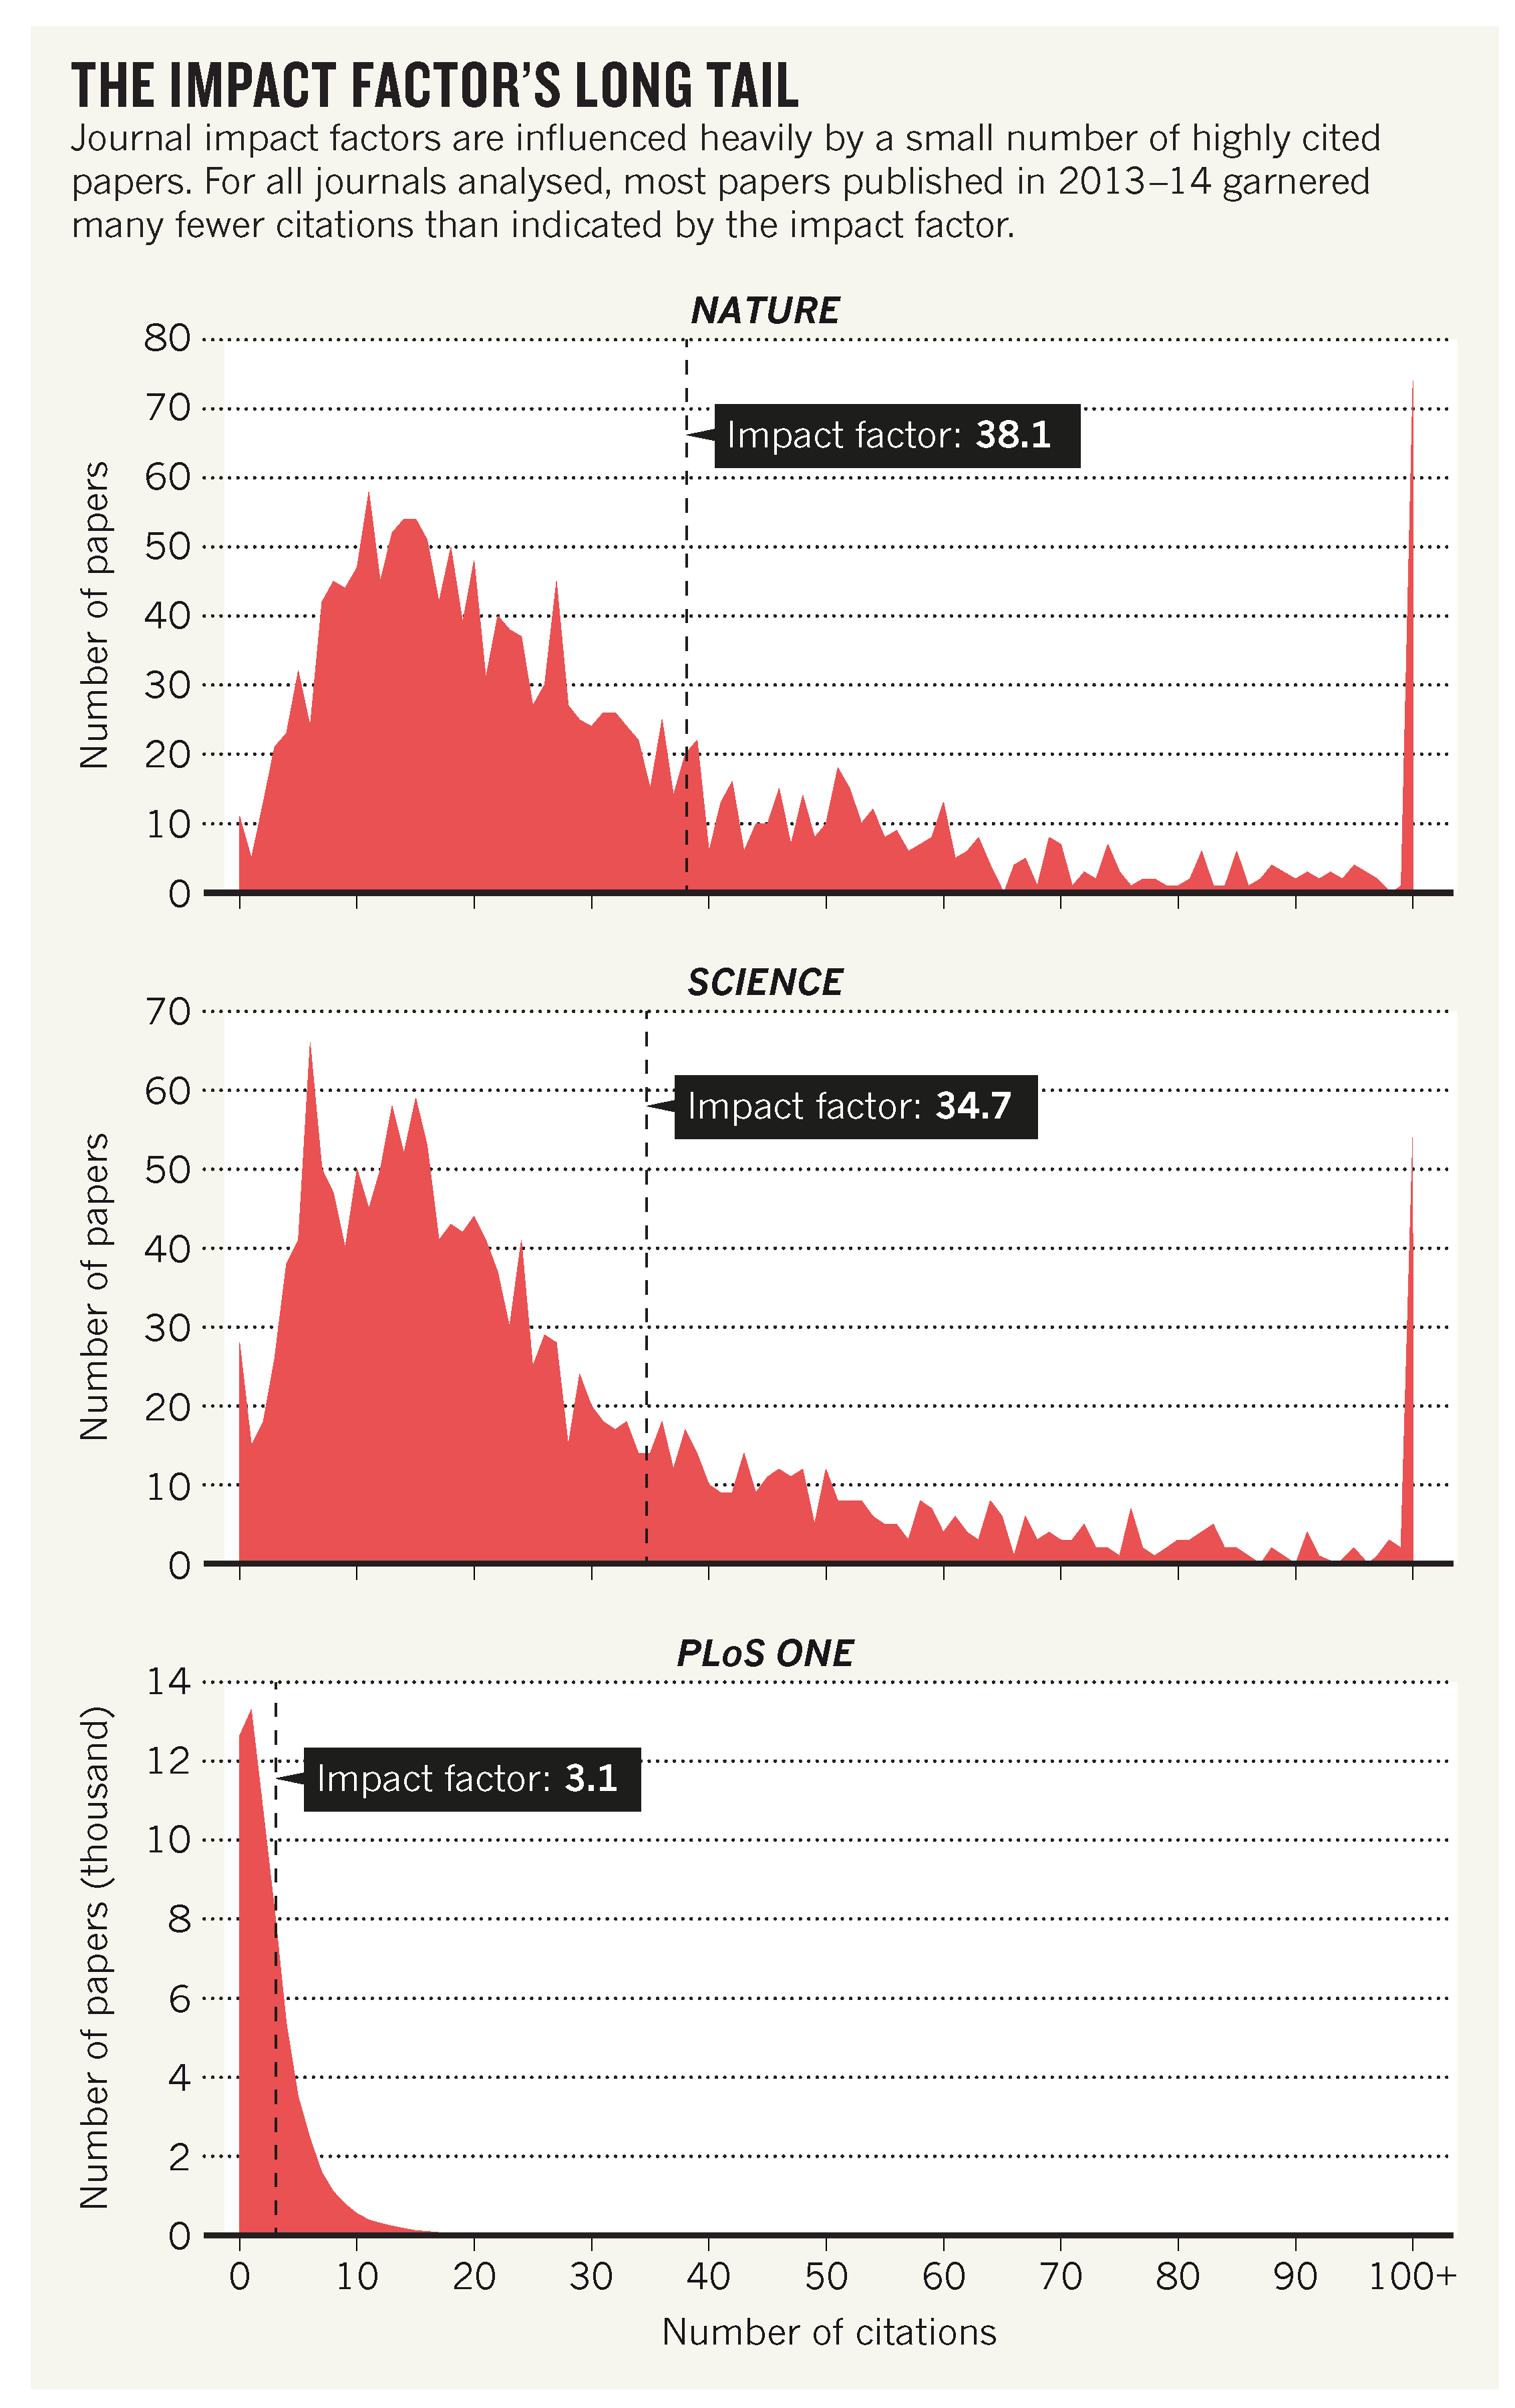 THE IMPACT FACTOR’S LONG TAIL
Journal impact factors are influenced heavily by a small number of highly cited
papers. For all journals analysed, most papers published in 2013–14 garnered
many fewer citations than indicated by the impact factor.
NATURE
80
70
60
50
40
30
20
10
0
Number of papers
Impact factor: 38.1
SCIENCE
70
60
50
40
30
20
10
0
Number of papers
Impact factor: 34.7
PLoS ONE
14
12
10
8
6
4
2
0
Number of papers (thousand)
Impact factor: 3.1
0 10 20 30 40 50 60 70 80 90 100+
Number of citations